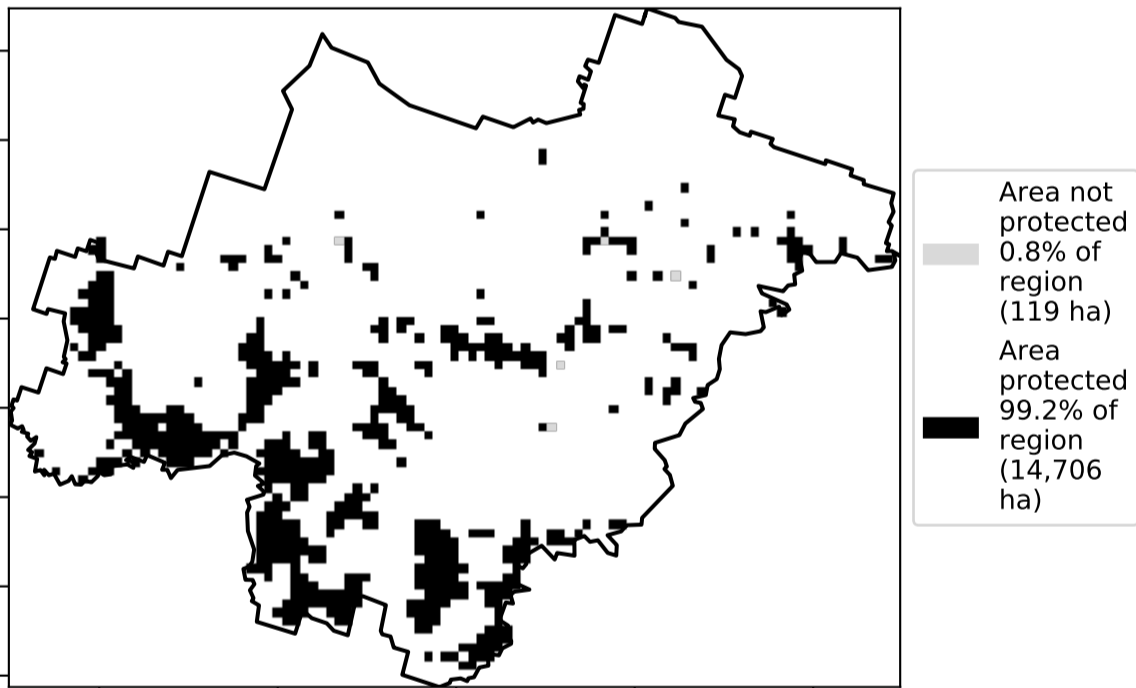 Area not
protected
0.8% of
region
(119 ha)
Area
protected
99.2% of
region
(14,706
ha)